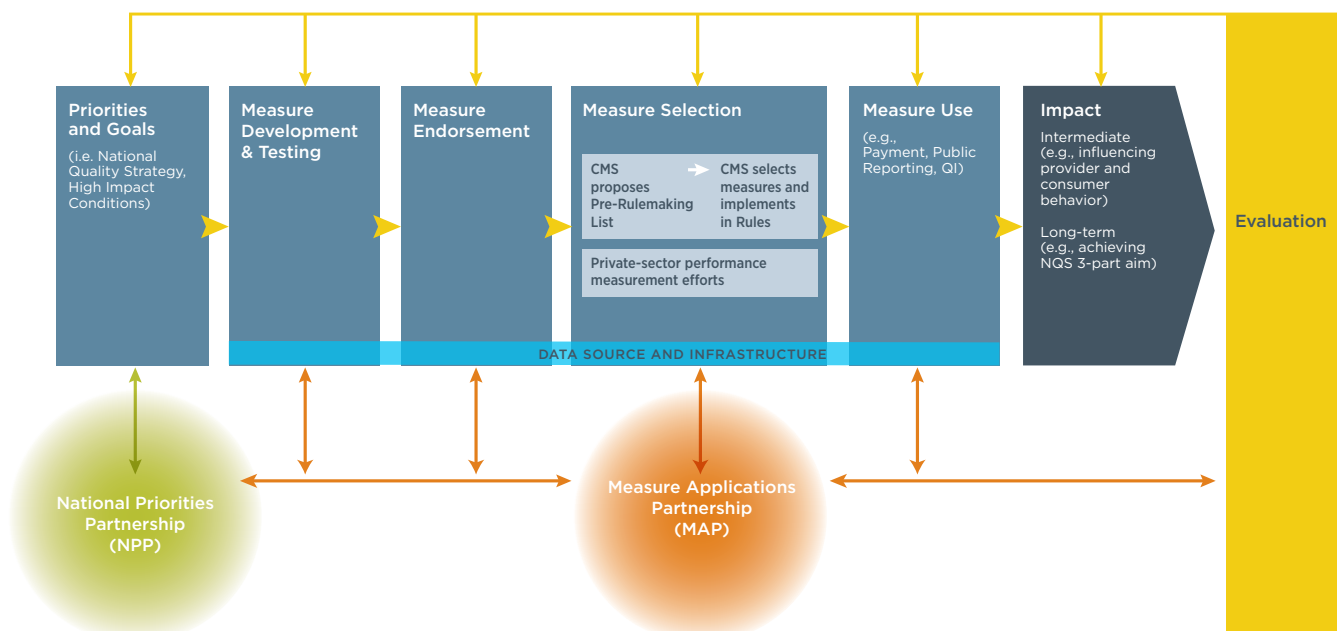 Priorities
and Goals
(i.e. National
Quality Strategy,
High Impact
Conditions)
Measure
Development
& Testing
Measure
Endorsement
Measure Selection
CMS
proposes
Pre-Rulemaking
List
CMS selects
measures and
implements
in Rules
Private-sector performance
measurement efforts
Measure Use
(e.g.,
Payment, Public
Reporting, QI)
Impact
Intermediate
(e.g., influencing
provider and
consumer
behavior)
Long-term
(e.g., achieving
NQS 3-part aim)
Evaluation
DATA SOURCE AND INFRASTRUCTURE
National Priorities
Partnership
(NPP)
Measure Applications
Partnership
(MAP)